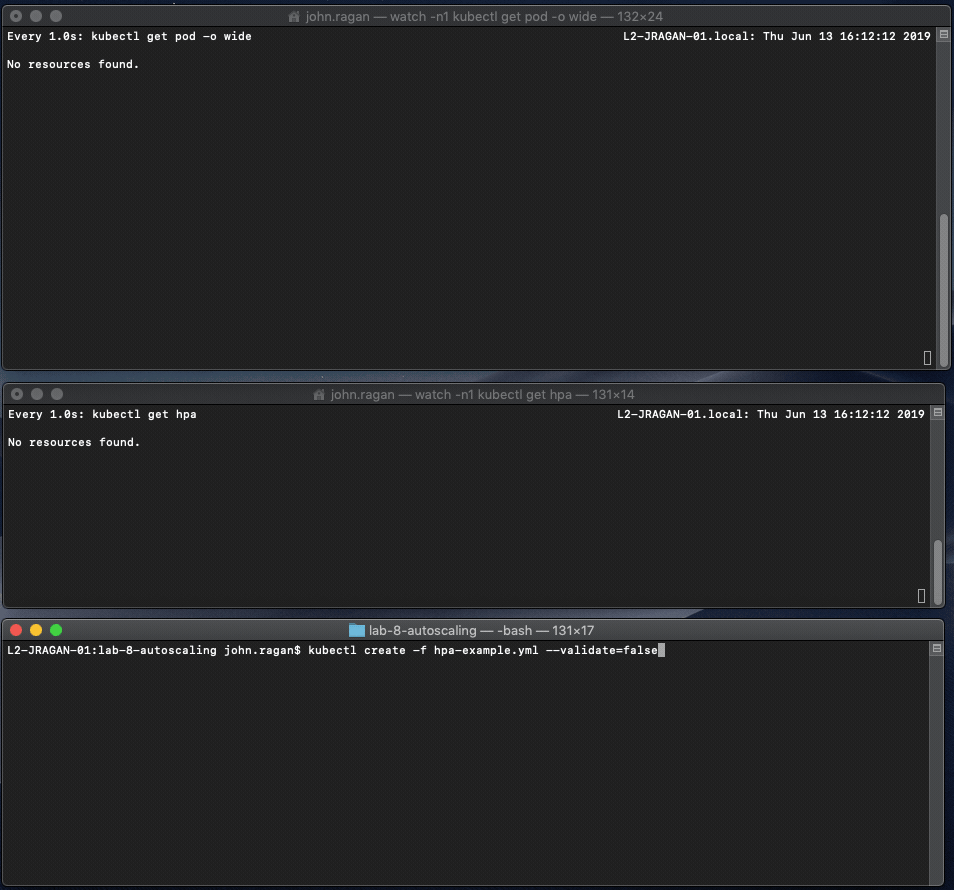 john.ragan — watch -n1 kubectl get pod -o wide — 132×24
Every 1.0s: kubectl get pod -o wide L2-JRAGAN-01.local: Thu Jun 13 16:12:12 2019
No resources found.
john.ragan — watch -n1 kubectl get hpa — 131×14
Every 1.0s: kubectl get hpa L2-JRAGAN-01.local: Thu Jun 13 16:12:12 2019
No resources found.
lab-8-autoscaling — -bash — 131×17
L2-JRAGAN-01:lab-8-autoscaling john.ragan$ kubectl create -f hpa-example.yml --validate=false